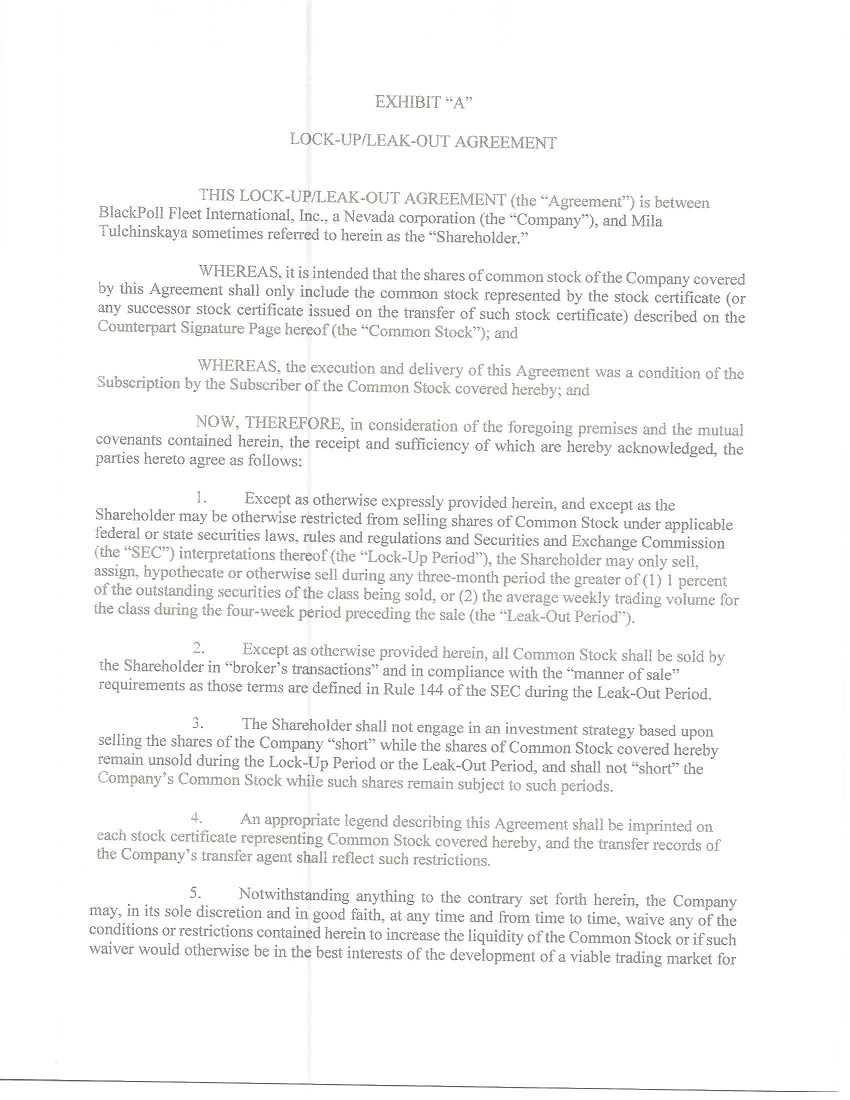 EXHIBIT “A”
LOCK-UP/LEAK-OUT AGREEMENT
THIS LOCK-UP/LEAK-OUT AGREEMENT (the “Agreement”) is between
BlackPoll Fleet International, Inc., a Nevada corporation (the “Company”), and Mila
Tulchinskaya sometimes referred to herein as the “Shareholder.”
WHEREAS, it is intended that the shares of common stock of the Company covered
by this Agreement shall only include the common stock represented by the stock certificate (or
any successor stock certificate issued on the transfer of such stock certificate) described on the
Counterpart Signature Page hereof (the “Common Stock”); and
WHEREAS, the execution and delivery of this Agreement was a condition of the
Subscription by the Subscriber of the Common Stock covered hereby; and
NOW, THEREFORE, in consideration of the foregoing premises and the mutual
covenants contained herein, the receipt and sufficiency of which are hereby acknowledged, the
parties hereto agree as follows:
1. Except as otherwise expressly provided herein, and except as the
Shareholder may be otherwise restricted from selling shares of Common Stock under applicable
federal or state securities laws, rules and regulations and Securities and Exchange Commission
(the “SEC”) interpretations thereof (the “Lock-Up Period”), the Shareholder may only sell,
assign, hypothecate or otherwise sell during any three-month period the greater of (1) 1 percent
of the outstanding securities of the class being sold, or (2) the average weekly trading volume for
the class during the four-week period preceding the sale (the “Leak-Out Period”).
2. Except as otherwise provided herein, all Common Stock shall be sold by
the Shareholder in “broker’s transactions” and in compliance with the “manner of sale”
requirements as those terms are defined in Rule 144 of the SEC during the Leak-Out Period.
3. The Shareholder shall not engage in an investment strategy based upon
selling the shares of the Company “short” while the shares of Common Stock covered hereby
remain unsold during the Lock-Up Period or the Leak-Out Period, and shall not “short” the
Company’s Common Stock while such shares remain subject to such periods.
4. An appropriate legend describing this Agreement shall be imprinted on
each stock certificate representing Common Stock covered hereby, and the transfer records of
the Company’s transfer agent shall reflect such restrictions.
5. Notwithstanding anything to the contrary set forth herein, the Company
may, in its sole discretion and in good faith, at any time and from time to time, waive any of the
conditions or restrictions contained herein to increase the liquidity of the Common Stock or if such
waiver would otherwise be in the best interests of the development of a viable trading market for